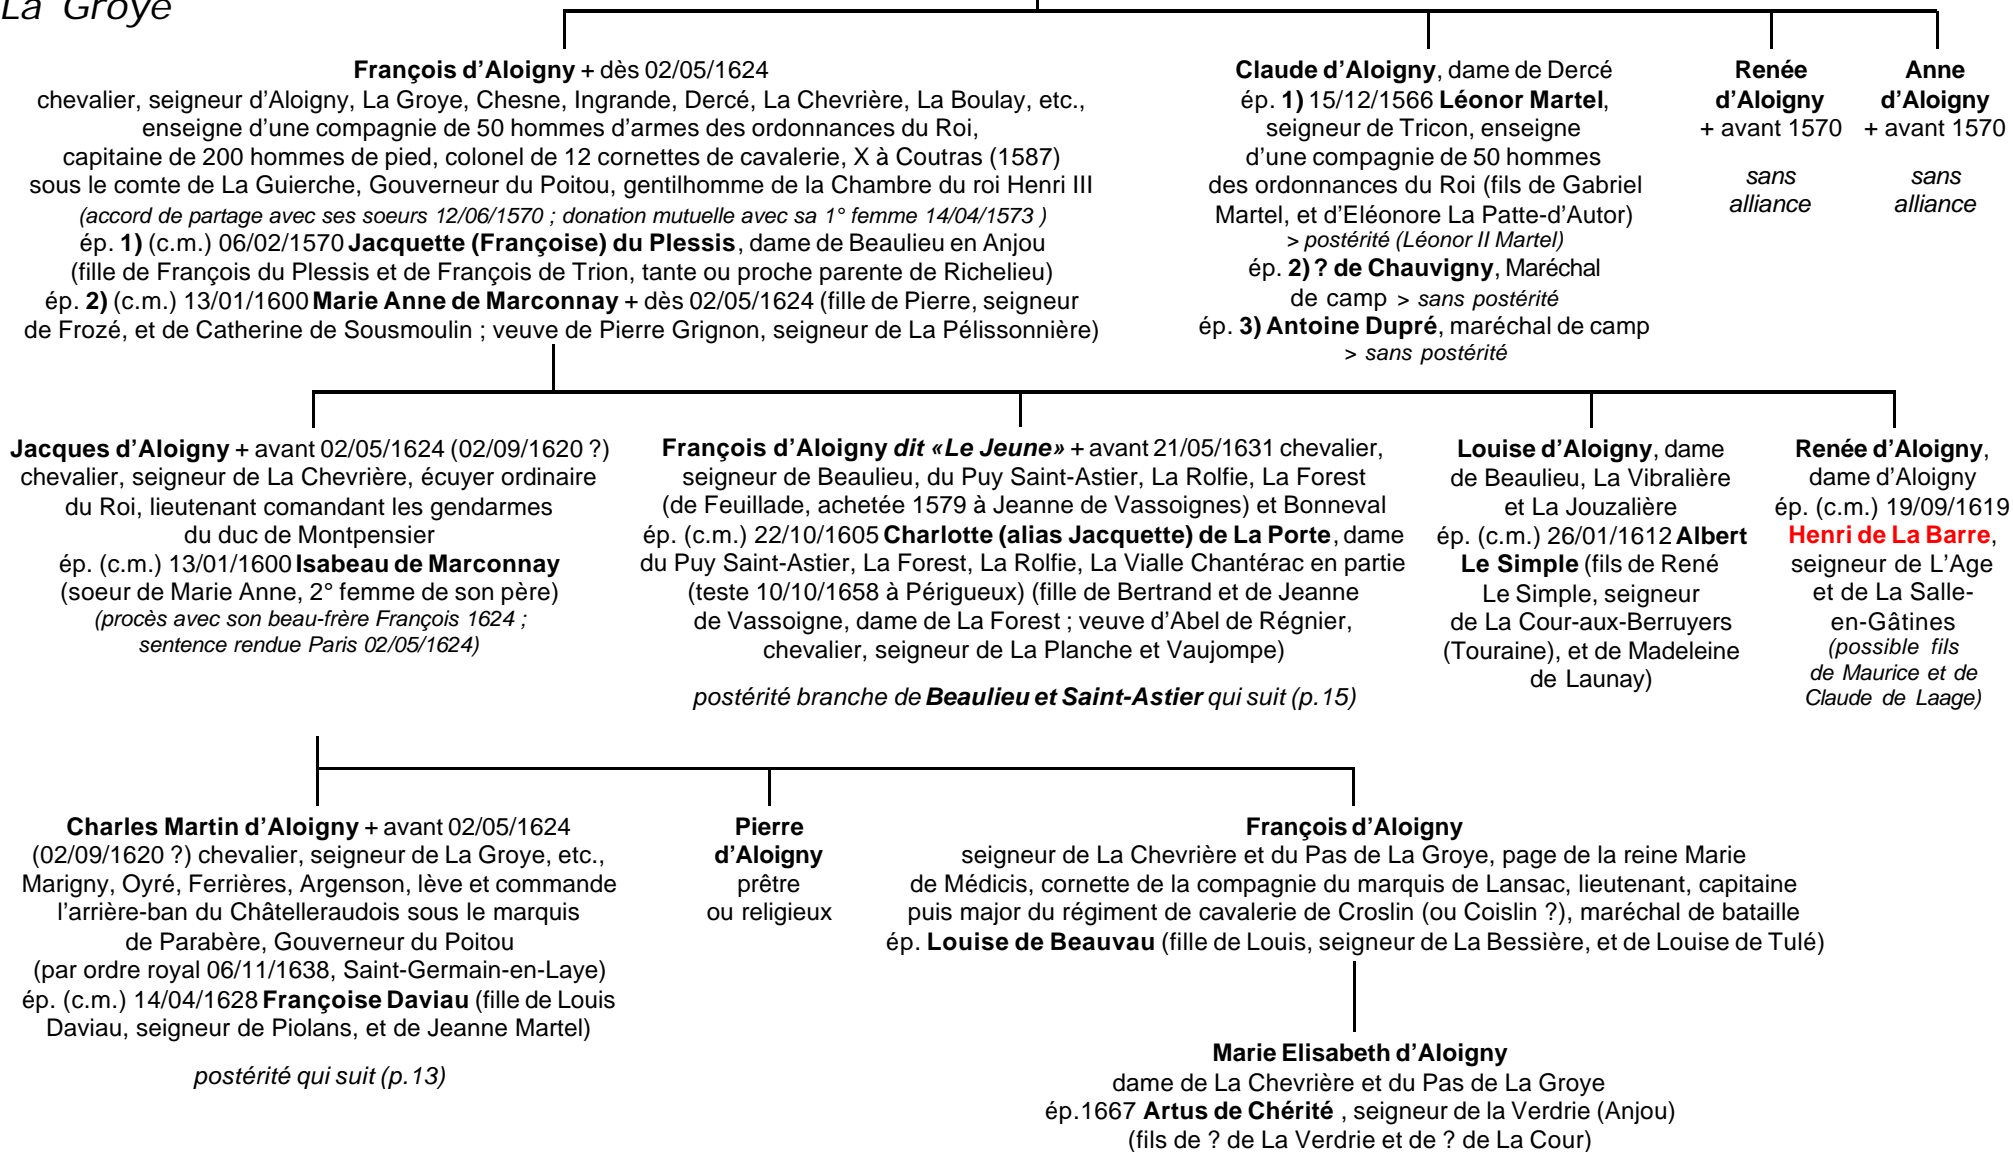 La Groye
François d’Aloigny + dès 02/05/1624
chevalier, seigneur d’Aloigny, La Groye, Chesne, Ingrande, Dercé, La Chevrière, La Boulay, etc.,
enseigne d’une compagnie de 50 hommes d’armes des ordonnances du Roi,
capitaine de 200 hommes de pied, colonel de 12 cornettes de cavalerie, X à Coutras (1587)
sous le comte de La Guierche, Gouverneur du Poitou, gentilhomme de la Chambre du roi Henri III
(accord de partage avec ses soeurs 12/06/1570 ; donation mutuelle avec sa 1° femme 14/04/1573 )
ép. 1) (c.m.) 06/02/1570 Jacquette (Françoise) du Plessis, dame de Beaulieu en Anjou
(fille de François du Plessis et de François de Trion, tante ou proche parente de Richelieu)
ép. 2) (c.m.) 13/01/1600 Marie Anne de Marconnay + dès 02/05/1624 (fille de Pierre, seigneur
de Frozé, et de Catherine de Sousmoulin ; veuve de Pierre Grignon, seigneur de La Pélissonnière)
Claude d’Aloigny, dame de Dercé
ép. 1) 15/12/1566 Léonor Martel,
seigneur de Tricon, enseigne
d’une compagnie de 50 hommes
des ordonnances du Roi (fils de Gabriel
Martel, et d’Eléonore La Patte-d’Autor)
> postérité (Léonor II Martel)
ép. 2) ? de Chauvigny, Maréchal
de camp > sans postérité
ép. 3) Antoine Dupré, maréchal de camp
> sans postérité
Renée
d’Aloigny
+ avant 1570
sans
alliance
Anne
d’Aloigny
+ avant 1570
sans
alliance
Jacques d’Aloigny + avant 02/05/1624 (02/09/1620 ?)
chevalier, seigneur de La Chevrière, écuyer ordinaire
du Roi, lieutenant comandant les gendarmes
du duc de Montpensier
ép. (c.m.) 13/01/1600 Isabeau de Marconnay
(soeur de Marie Anne, 2° femme de son père)
(procès avec son beau-frère François 1624 ;
sentence rendue Paris 02/05/1624)
François d’Aloigny dit «Le Jeune» + avant 21/05/1631 chevalier,
seigneur de Beaulieu, du Puy Saint-Astier, La Rolfie, La Forest
(de Feuillade, achetée 1579 à Jeanne de Vassoignes) et Bonneval
ép. (c.m.) 22/10/1605 Charlotte (alias Jacquette) de La Porte, dame
du Puy Saint-Astier, La Forest, La Rolfie, La Vialle Chantérac en partie
(teste 10/10/1658 à Périgueux) (fille de Bertrand et de Jeanne
de Vassoigne, dame de La Forest ; veuve d’Abel de Régnier,
chevalier, seigneur de La Planche et Vaujompe)
postérité branche de Beaulieu et Saint-Astier qui suit (p.15)
Louise d’Aloigny, dame
de Beaulieu, La Vibralière
et La Jouzalière
ép. (c.m.) 26/01/1612 Albert
Le Simple (fils de René
Le Simple, seigneur
de La Cour-aux-Berruyers
(Touraine), et de Madeleine
de Launay)
Renée d’Aloigny,
dame d’Aloigny
ép. (c.m.) 19/09/1619
Henri de La Barre,
seigneur de L’Age
et de La Salle-
en-Gâtines
(possible fils
de Maurice et de
Claude de Laage)
Charles Martin d’Aloigny + avant 02/05/1624
(02/09/1620 ?) chevalier, seigneur de La Groye, etc.,
Marigny, Oyré, Ferrières, Argenson, lève et commande
l’arrière-ban du Châtelleraudois sous le marquis
de Parabère, Gouverneur du Poitou
(par ordre royal 06/11/1638, Saint-Germain-en-Laye)
ép. (c.m.) 14/04/1628 Françoise Daviau (fille de Louis
Daviau, seigneur de Piolans, et de Jeanne Martel)
postérité qui suit (p.13)
Pierre
d’Aloigny
prêtre
ou religieux
François d’Aloigny
seigneur de La Chevrière et du Pas de La Groye, page de la reine Marie
de Médicis, cornette de la compagnie du marquis de Lansac, lieutenant, capitaine
puis major du régiment de cavalerie de Croslin (ou Coislin ?), maréchal de bataille
ép. Louise de Beauvau (fille de Louis, seigneur de La Bessière, et de Louise de Tulé)
Marie Elisabeth d’Aloigny
dame de La Chevrière et du Pas de La Groye
ép.1667 Artus de Chérité , seigneur de la Verdrie (Anjou)
(fils de ? de La Verdrie et de ? de La Cour)